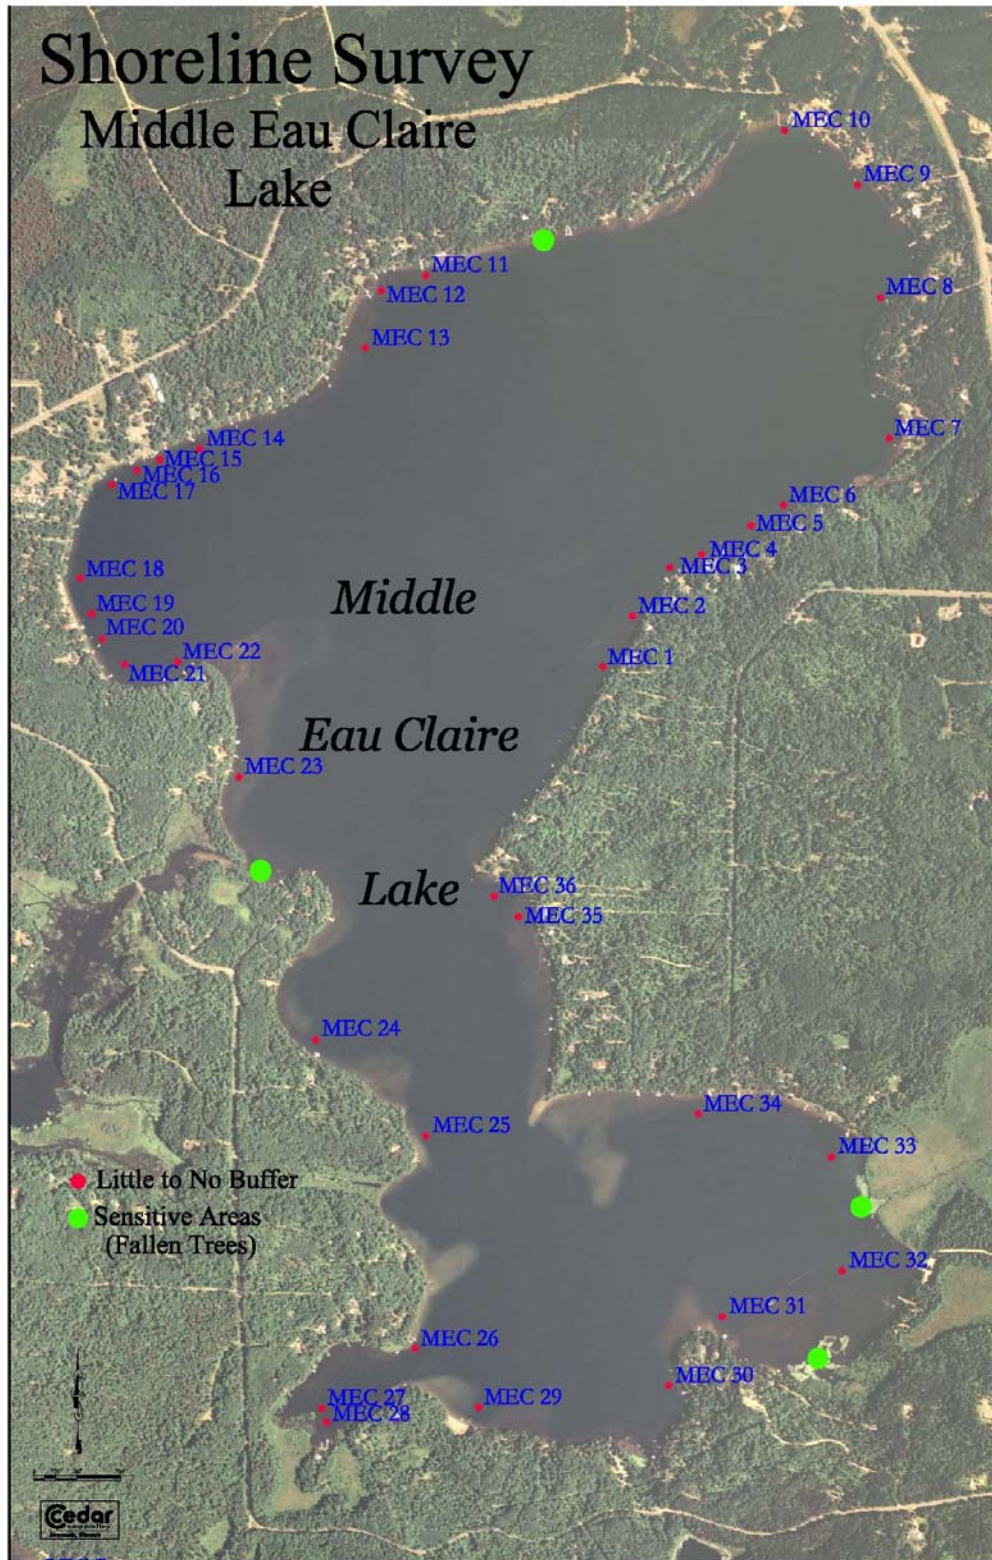 Shoreline Survey
Middle Eau Claire
Lake
MEC 10
MEC 9
MEC 11
MEC 12
MEC 8
MEC 13
MEC 7
MEC 14
MEC 15
MEC 16
MEC 17
MEC 6
MEC 5
MEC 4
MEC 3
MEC 18
Middle
MEC 19
MEC 2
MEC 20
MEC 22
MEC 1
MEC 21
Eau Claire
MEC 23
Lake
MEC 36
MEC 35
MEC 24
MEC 34
MEC 25
MEC 33
Little to No Buffer
Sensitive Areas
(Fallen Trees)
MEC 32
MEC 31
MEC 26
MEC 30
MEC 27
MEC 29
MEC 28
Cedar